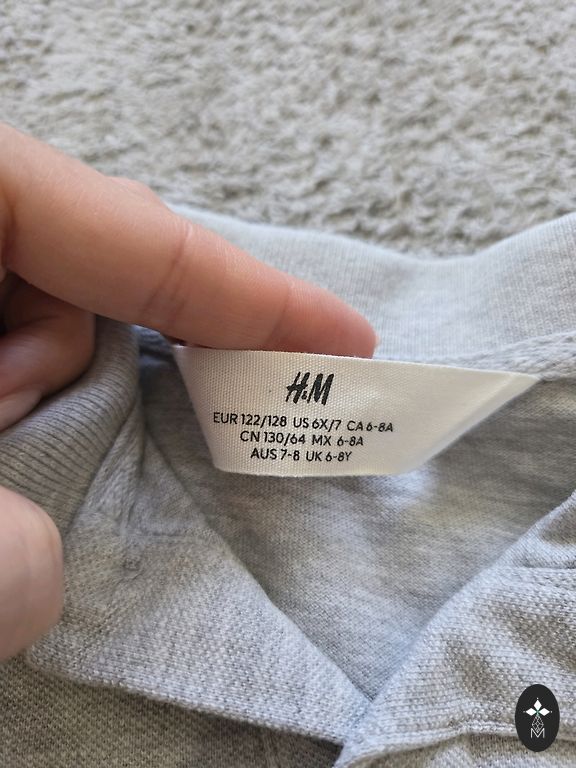 H&M
EUR 122/128 US 6X/7 CA 6-8A
CN 130/64 MX 6-8A
AUS 7-8 UK 6-8Y
M